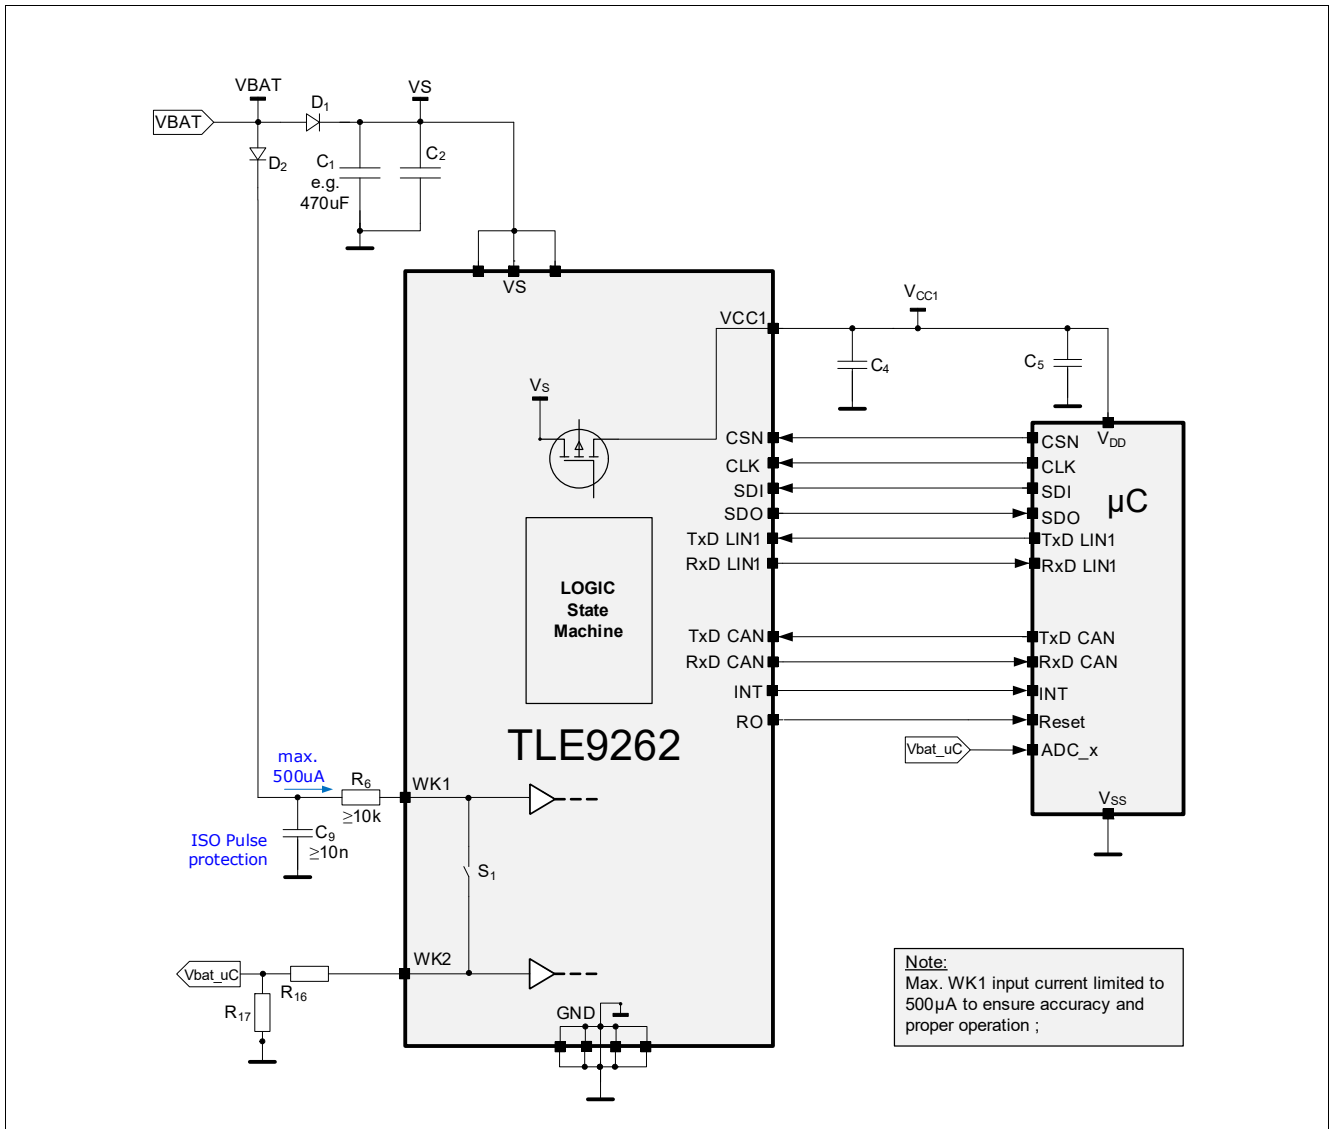 VBAT
VS
VBAT
D1
D2
C1
e.g.
470uF
C2
VS
VCC1
VCC1
C4
C5
VS
CSN
CLK
SDI
SDO
TxD LIN1
RxD LIN1
TxD CAN
RxD CAN
INT
RO
VDD
CSN
CLK
SDI
µC
SDO
TxD LIN1
RxD LIN1
TxD CAN
RxD CAN
INT
Reset
ADC_x
Vbat_uC
VSS
LOGIC
State
Machine
TLE9262
max.
500uA
R6
≥10k
WK1
ISO Pulse
protection
C9
≥10n
S1
WK2
Vbat_uC
R16
R17
GND
Note:
Max. WK1 input current limited to
500µA to ensure accuracy and
proper operation ;